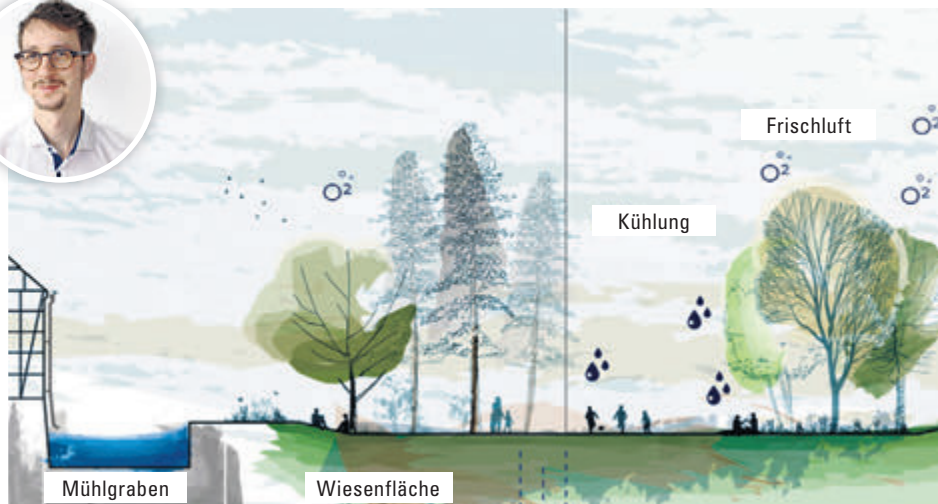 Frischluft
O2
O2
O2
O2
Kühlung
Mühlgraben
Wiesenfläche